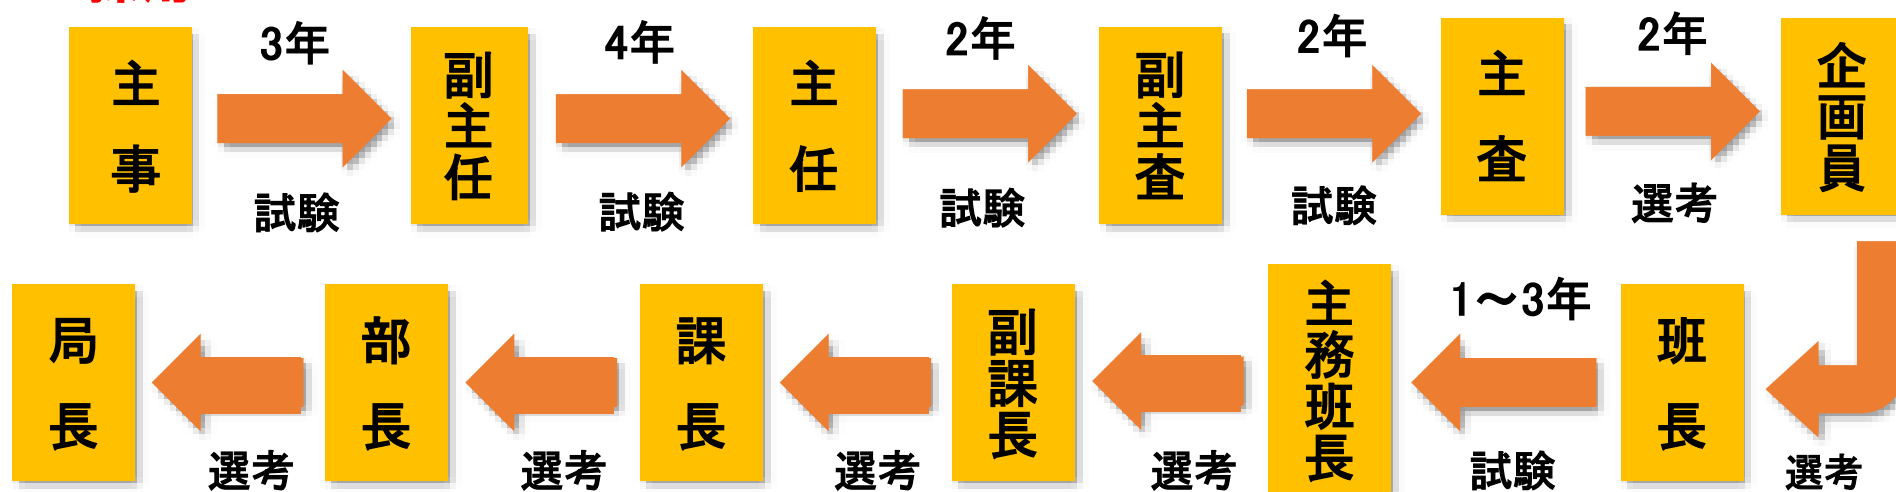 3年
4年
2年
2年
2年
主事
副主任
主任
副主査
主査
企画員
試験
試験
試験
試験
選考
1～3年
局長
部長
課長
副課長
主務班長
班長
選考
選考
選考
選考
試験
選考